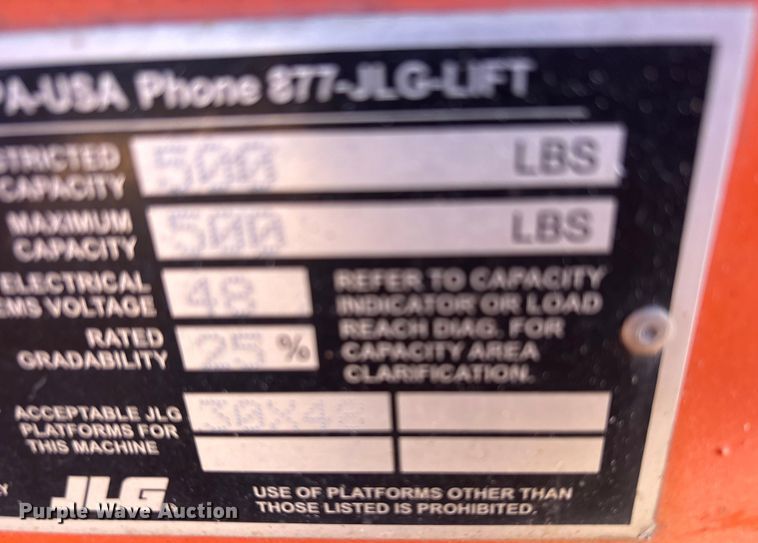 PA-USA Phone 877-JLG-LIFT
STRICTED CAPACITY 500 LBS
MAXIMUM CAPACITY 500 LBS
ELECTRICAL EMS VOLTAGE 48
RATED GRADABILITY 25 %
REFER TO CAPACITY
INDICATOR OR LOAD
REACH DIAG. FOR
CAPACITY AREA
CLARIFICATION.
ACCEPTABLE JLG
PLATFORMS FOR
THIS MACHINE
JLG
USE OF PLATFORMS OTHER THAN
THOSE LISTED IS PROHIBITED.
Purple Wave Auction